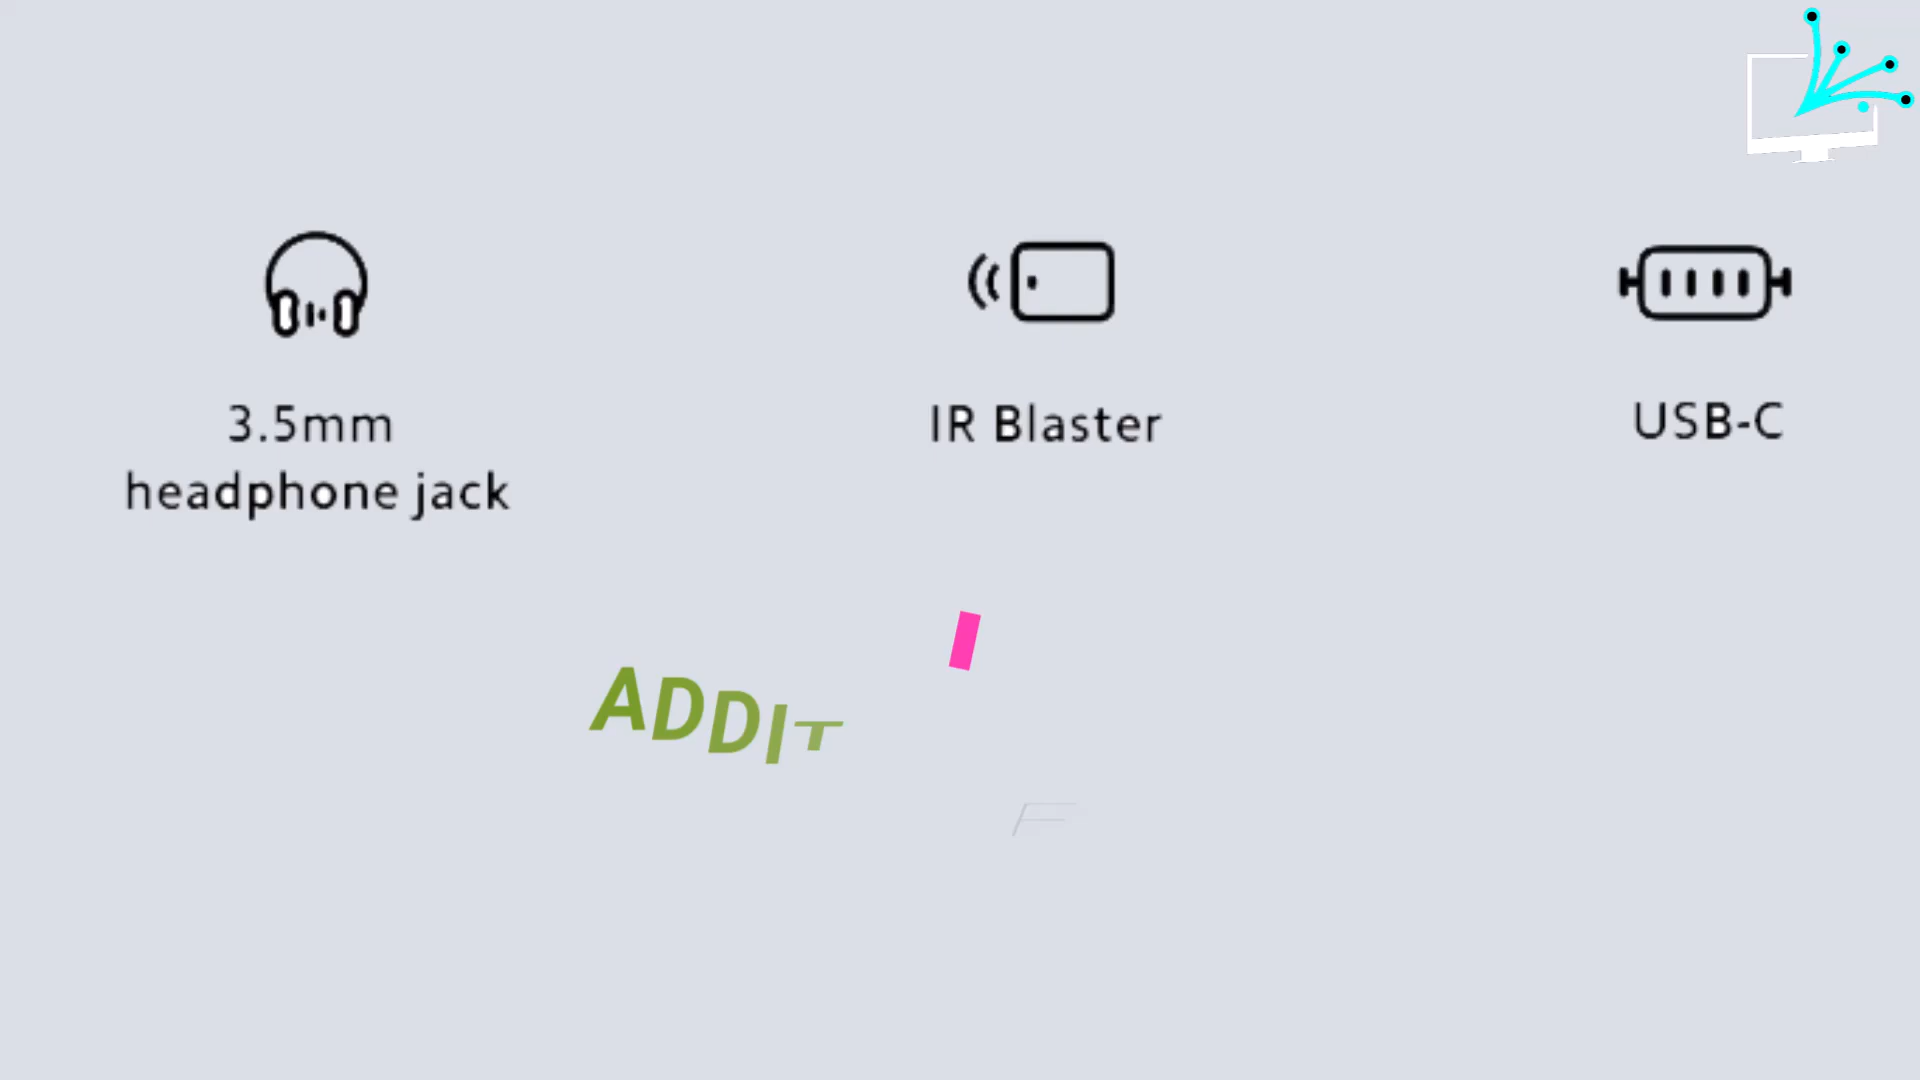 3.5mm
headphone jack
IR Blaster
USB-C
ADDIT